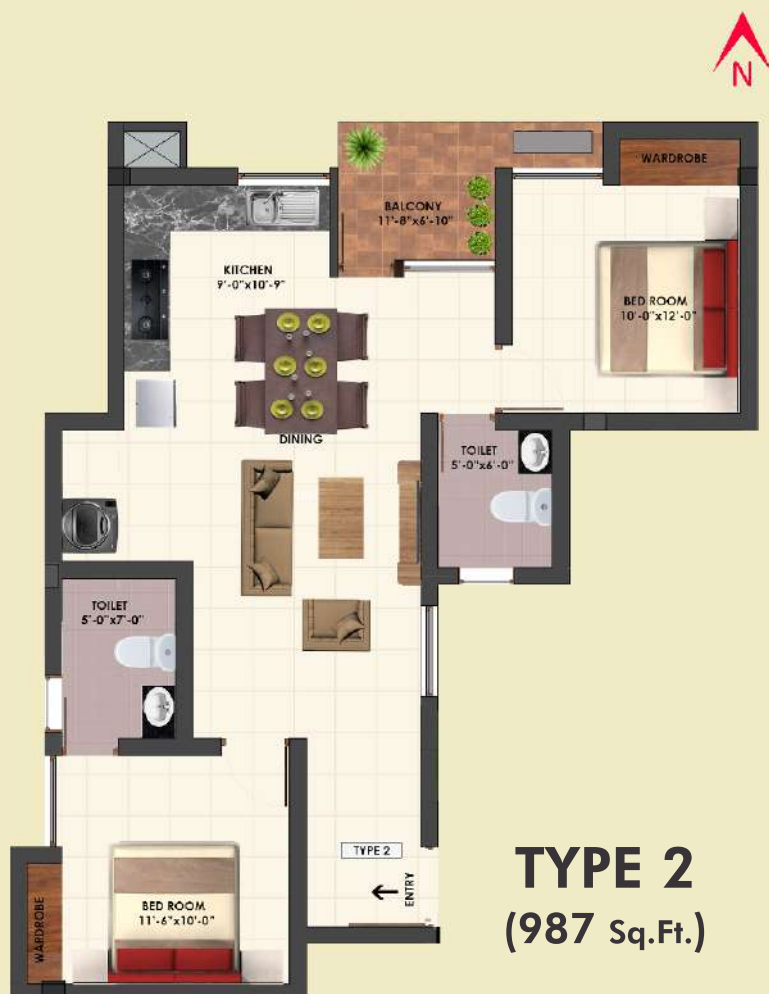 N
WARDROBE
BALCONY
11'-8"x6'-10"
KITCHEN
9'-0"x10'-9"
BED ROOM
10'-0"x12'-0"
DINING
TOILET
5'-0"x6'-0"
TOILET
5'-0"x7'-0"
TYPE 2
ENTRY
BED ROOM
11'-6"x10'-0"
WARDROBE
TYPE 2
(987 Sq.Ft.)